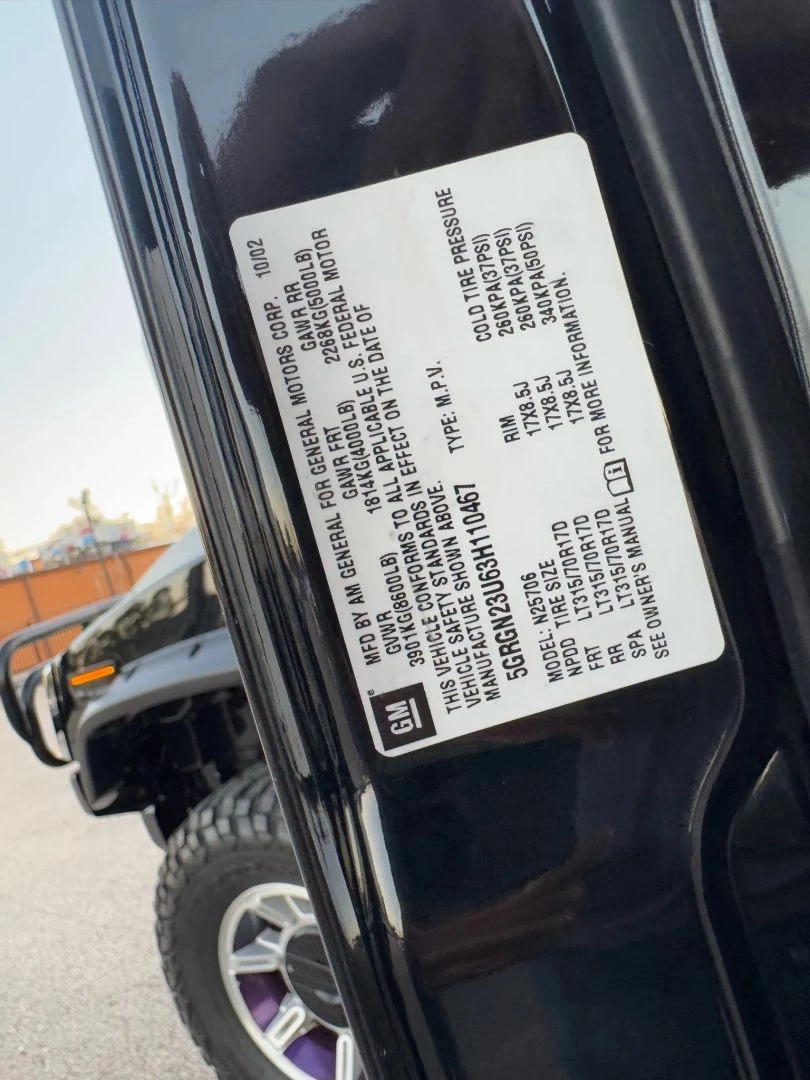 MFD BY AM GENERAL FOR GENERAL MOTORS CORP. 10/02
GVWR GAWR FRT GAWR RR
3901KG(8600LB) 1814KG(4000LB) 2268KG(5000LB)
THIS VEHICLE CONFORMS TO ALL APPLICABLE U.S. FEDERAL MOTOR
VEHICLE SAFETY STANDARDS IN EFFECT ON THE DATE OF
MANUFACTURE SHOWN ABOVE.
5GRGN23U63H110467 TYPE: M.P.V.
MODEL: N25706
NPDD TIRE SIZE RIM COLD TIRE PRESSURE
FRT LT315/70R17D 17X8.5J 260KPA(37PSI)
RR LT315/70R17D 17X8.5J 260KPA(37PSI)
SPA LT315/70R17D 17X8.5J 340KPA(50PSI)
SEE OWNER'S MANUAL FOR MORE INFORMATION.
GM®